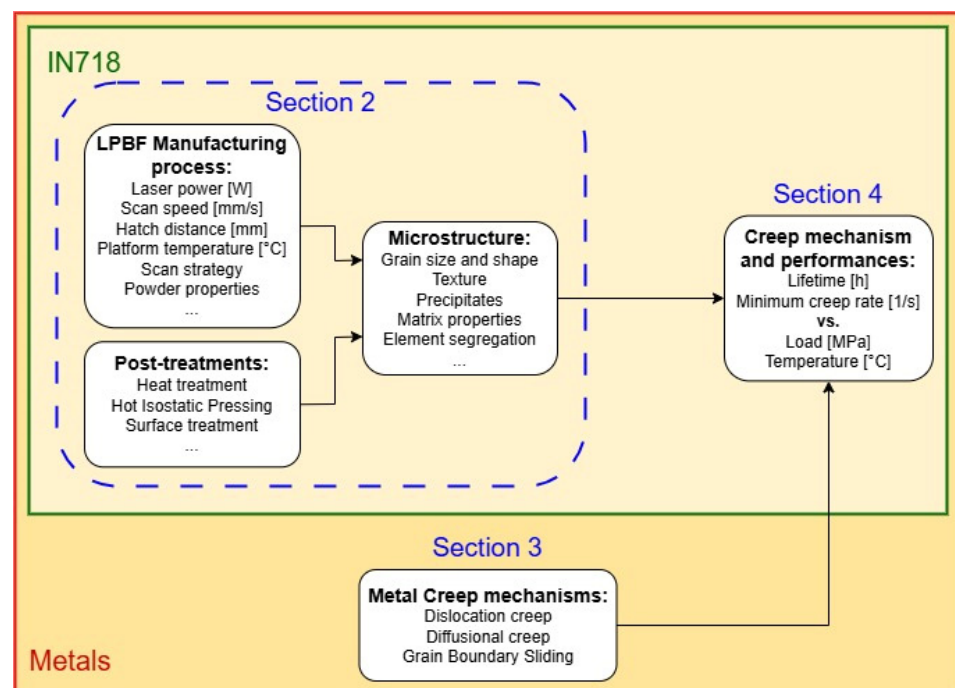 IN718
Section 2
LPBF Manufacturing
process:
Laser power [W]
Scan speed [mm/s]
Hatch distance [mm]
Platform temperature [°C]
Scan strategy
Powder properties
...
Post-treatments:
Heat treatment
Hot Isostatic Pressing
Surface treatment
...
Microstructure:
Grain size and shape
Texture
Precipitates
Matrix properties
Element segregation
...
Section 4
Creep mechanism
and performances:
Lifetime [h]
Minimum creep rate [1/s]
vs.
Load [MPa]
Temperature [°C]
Section 3
Metal Creep mechanisms:
Dislocation creep
Diffusional creep
Grain Boundary Sliding
Metals